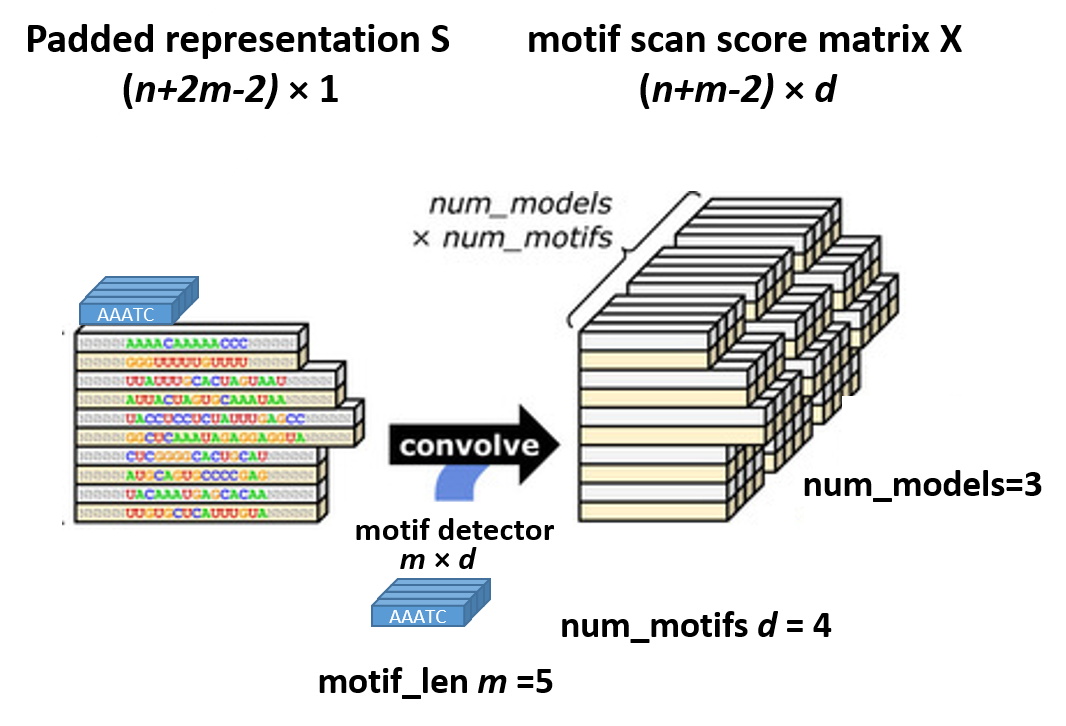 Padded representation S
(n+2m-2) × 1
motif scan score matrix X
(n+m-2) × d
num_models
× num_motifs
AAATC
AAAACAAAAACCC
GGGUUUUUGUUUU
UUAUUUGCACUAGUAAU
AUUACUAGUGCAAAUAA
UACCUCCUCUAUUUGAGCC
GGCUCAAAUAGAGGAGGUA
CUCGGGGCACUGCAU
AUGCAGUGCCCCGAG
UACAAAUGAGCACAA
UUGUGCUCAUUUGUA
convolve
num_models=3
motif detector
m × d
AAATC
num_motifs d = 4
motif_len m =5